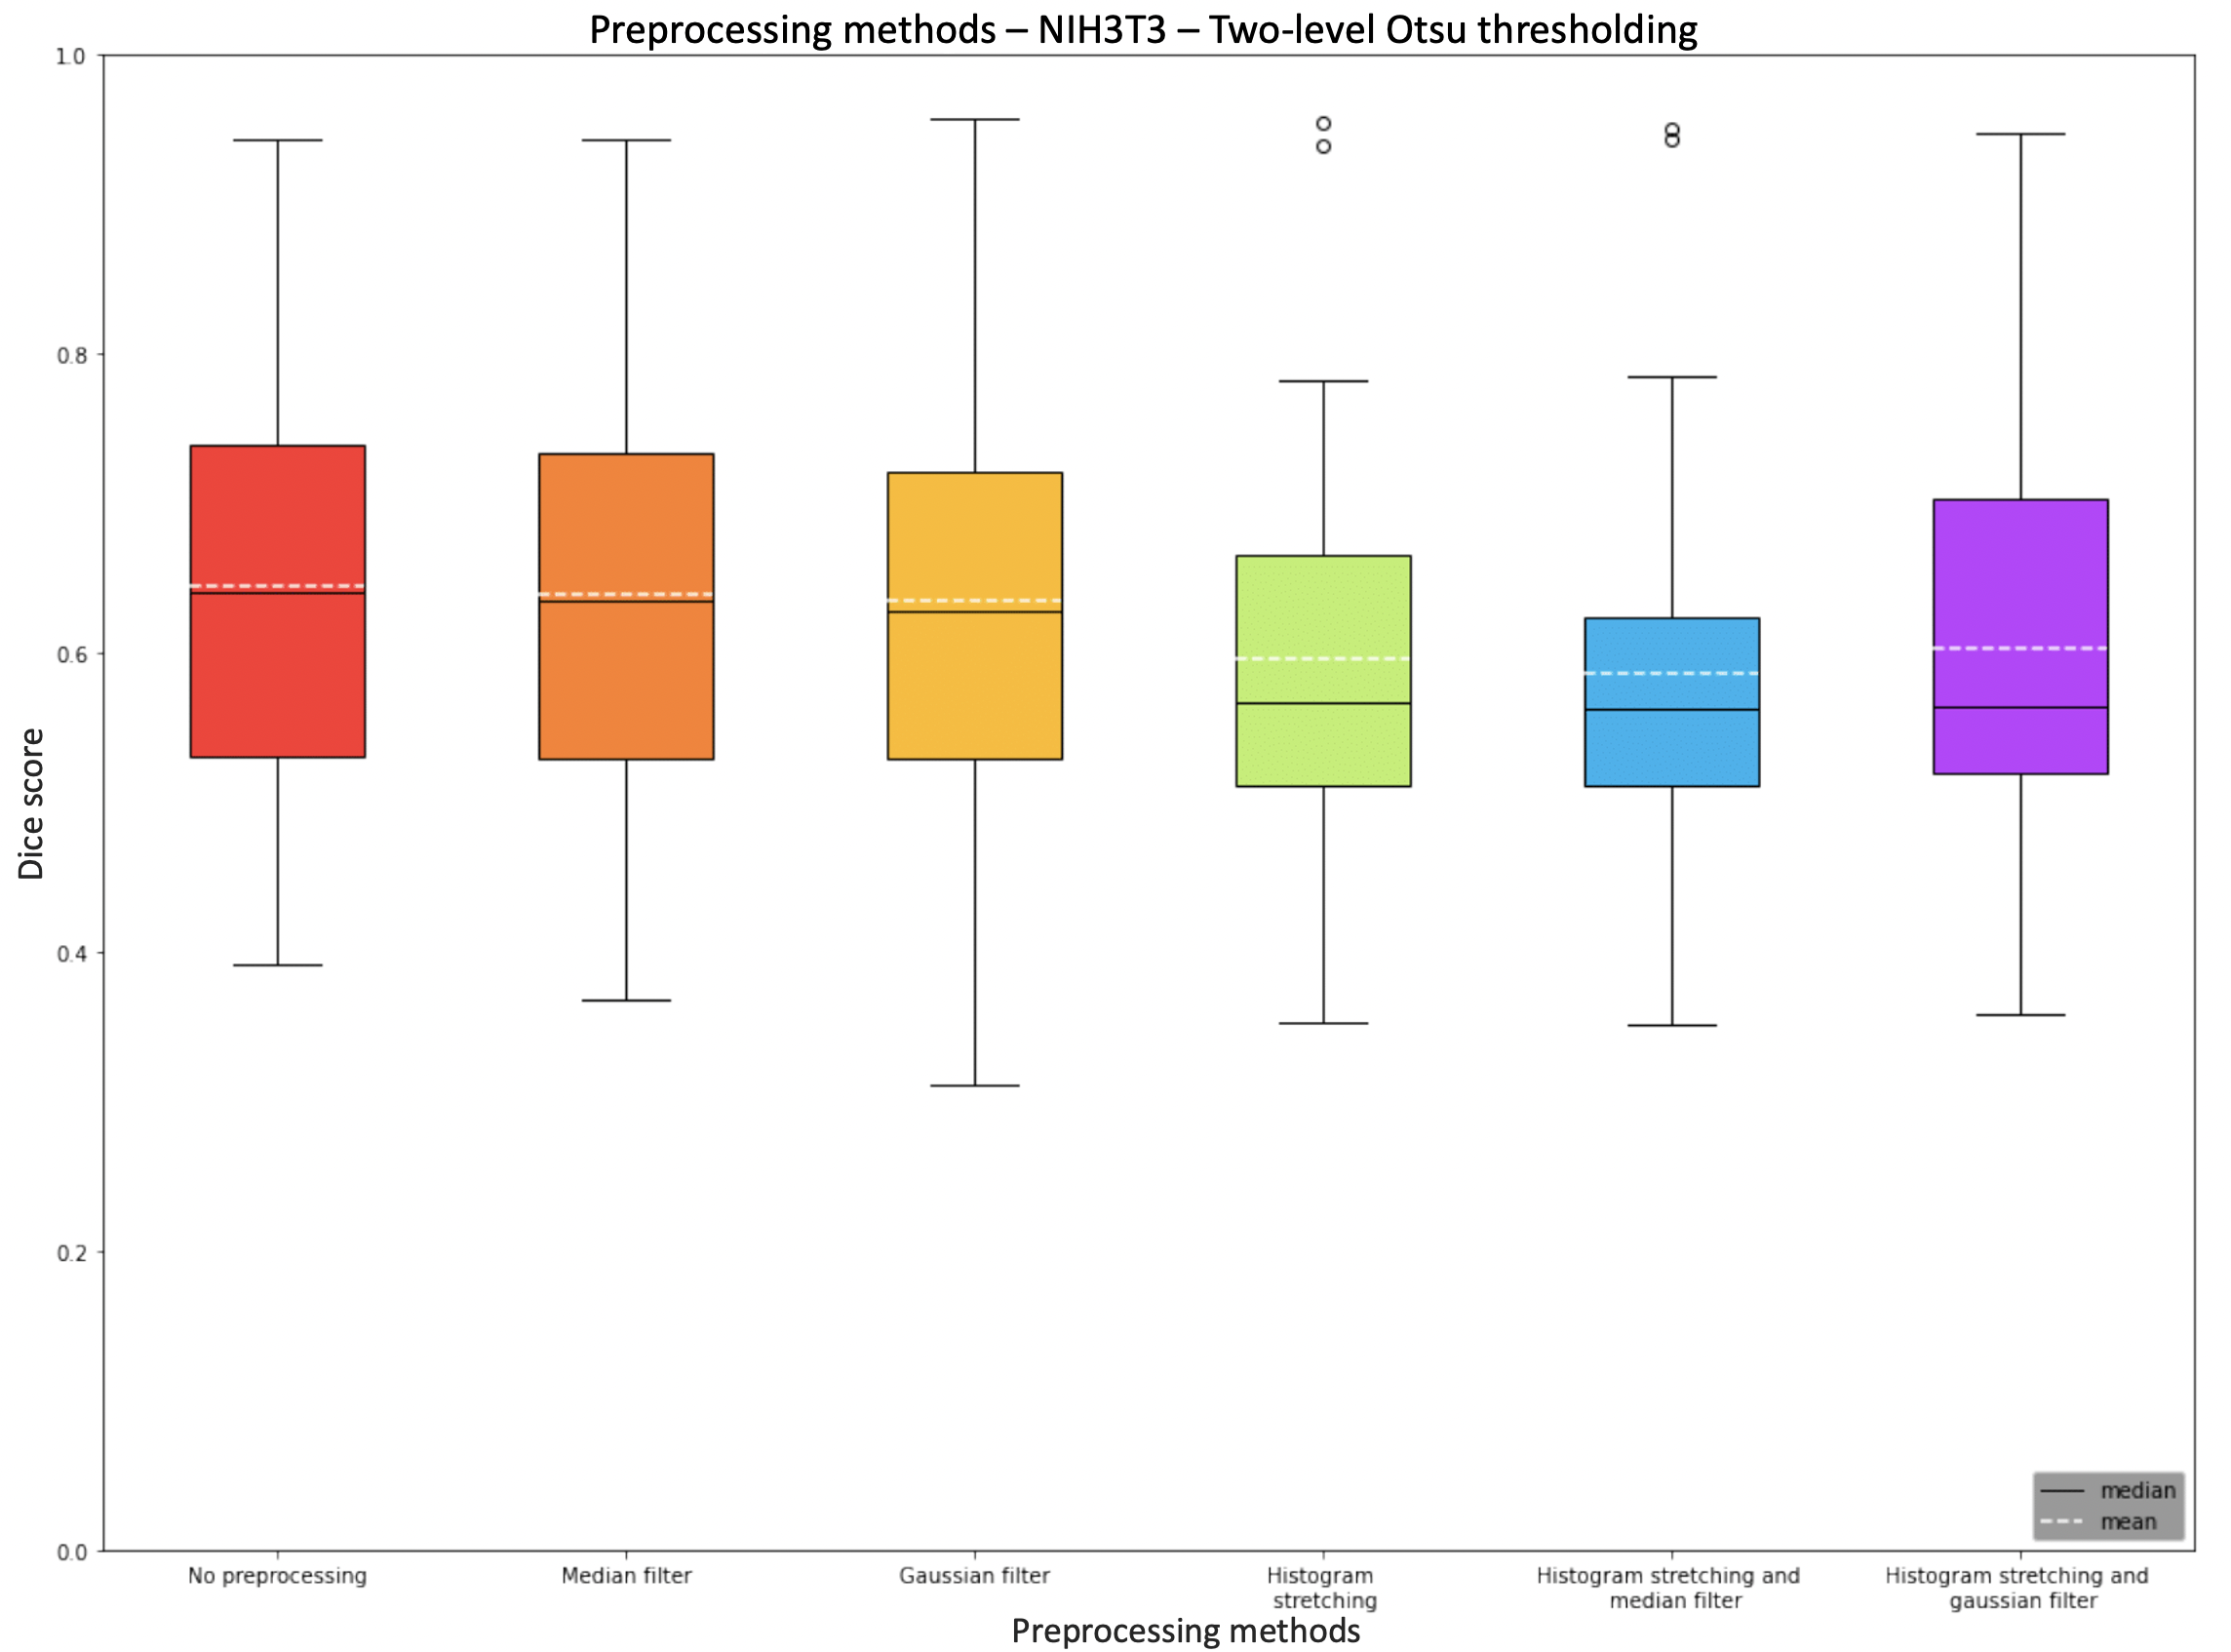 Preprocessing methods – NIH3T3 – Two-level Otsu thresholding
1.0
0.8
0.6
0.4
0.2
0.0
Dice score
median
mean
No preprocessing
Median filter
Gaussian filter
Histogram
stretching
Histogram stretching and
median filter
Histogram stretching and
gaussian filter
Preprocessing methods